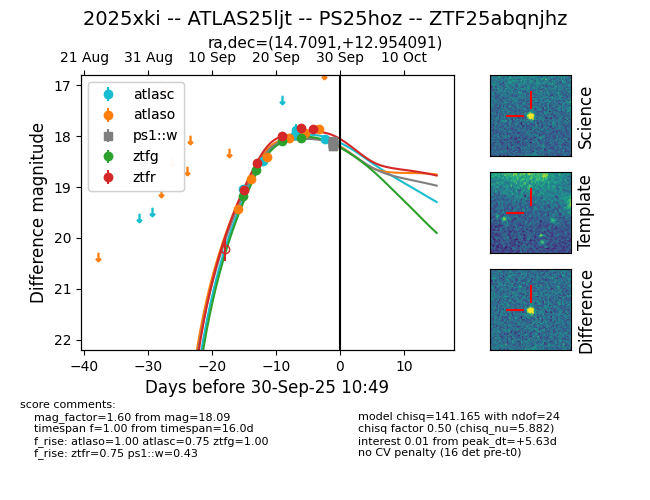 2025xki -- ATLAS25ljt -- PS25hoz -- ZTF25abqnjhz
ra,dec=(14.7091,+12.954091)
21 Aug 31 Aug 10 Sep 20 Sep 30 Sep 10 Oct
17
18
19
20
21
22
Difference magnitude
atlasc
atlaso
ps1::w
ztfg
ztfr
−40 −30 −20 −10 0 10
Days before 30-Sep-25 10:49
Science
Template
Difference
score comments:
mag_factor=1.60 from mag=18.09
timespan f=1.00 from timespan=16.0d
f_rise: atlaso=1.00 atlasc=0.75 ztfg=1.00
f_rise: ztfr=0.75 ps1::w=0.43
model chisq=141.165 with ndof=24
chisq factor 0.50 (chisq_nu=5.882)
interest 0.01 from peak_dt=+5.63d
no CV penalty (16 det pre-t0)